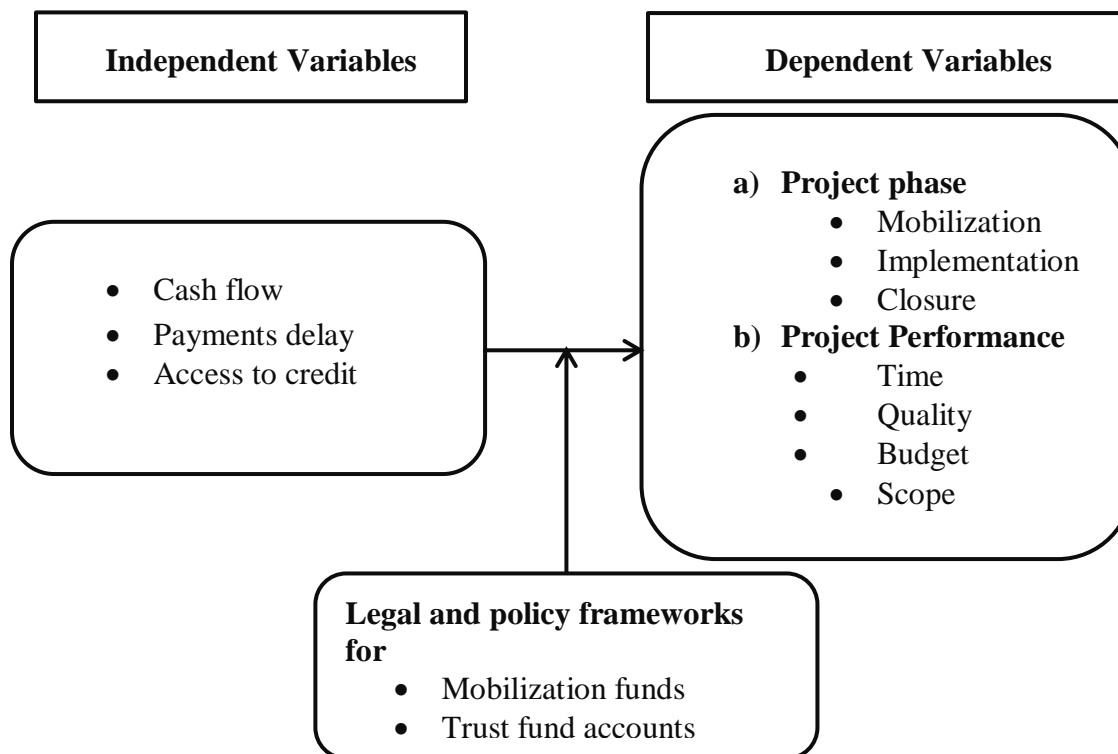 Independent Variables
Dependent Variables
• Cash flow
• Payments delay
• Access to credit
a) Project phase
• Mobilization
• Implementation
• Closure
b) Project Performance
• Time
• Quality
• Budget
• Scope
Legal and policy frameworks
for
• Mobilization funds
• Trust fund accounts